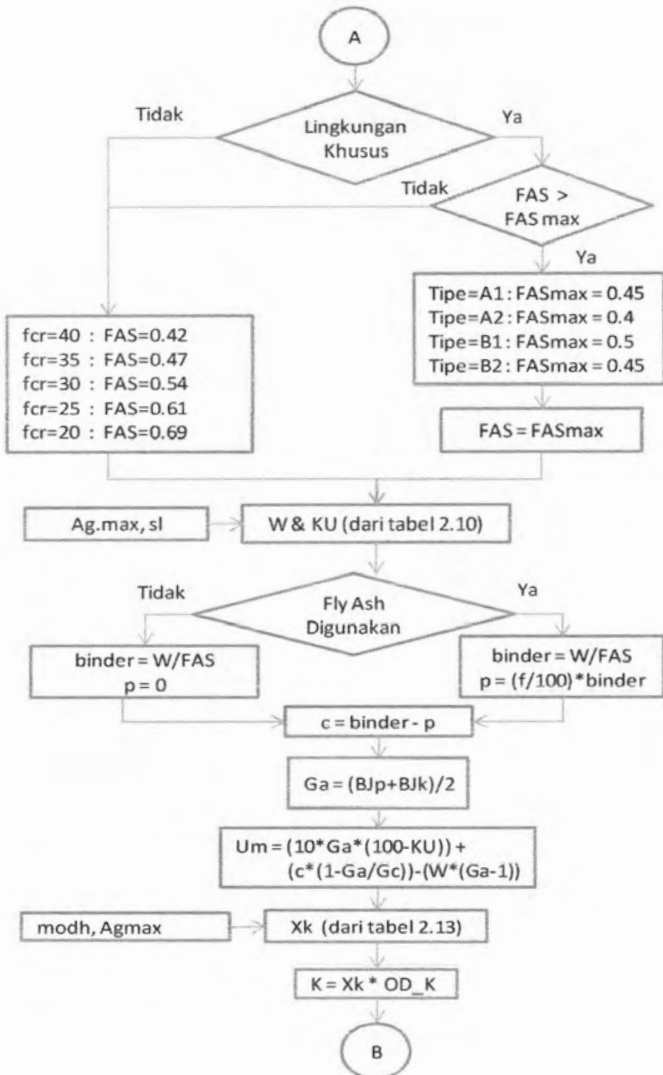 A
Tidak
Lingkungan
Khusus
Ya
Tidak
FAS >
FAS max
Ya
Tipe=A1: FASmax = 0.45
Tipe=A2: FASmax = 0.4
Tipe=B1: FASmax = 0.5
Tipe=B2: FASmax = 0.45
fcr=40 : FAS=0.42
fcr=35 : FAS=0.47
fcr=30 : FAS=0.54
fcr=25 : FAS=0.61
fcr=20 : FAS=0.69
FAS = FASmax
Ag.max, sl
W & KU (dari tabel 2.10)
Tidak
Fly Ash
Digunakan
Ya
binder = W/FAS
p = 0
binder = W/FAS
p = (f/100)*binder
c = binder - p
Ga = (BJp+BJk)/2
Um = (10*Ga*(100-KU)) +
(c*(1-Ga/Gc))-(W*(Ga-1))
modh, Agmax
Xk (dari tabel 2.13)
K = Xk * OD_K
B